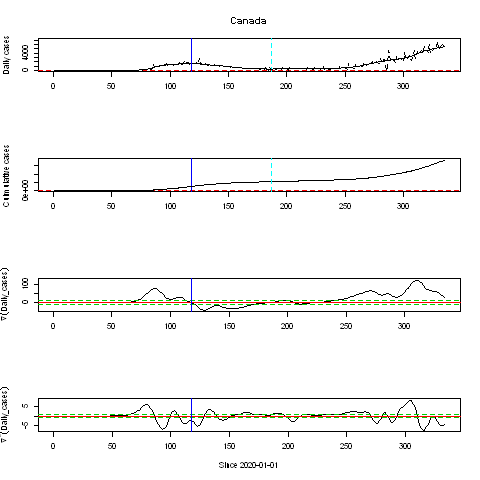 Canada
Daily cases
0 4000
0 50 100 150 200 250 300
Cumulative cases
0e+00
0 50 100 150 200 250 300
∇(Daily_cases)
0 100
0 50 100 150 200 250 300
∇²(Daily_cases)
-5 5
0 50 100 150 200 250 300
Since 2020-01-01